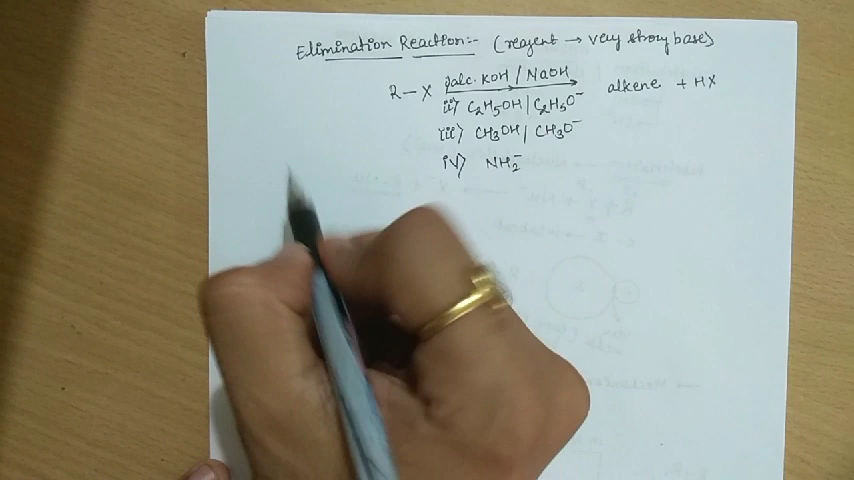 Elimination Reaction:- (reagent → very strong base)
R-X i) alc. KOH / NaOH → alkene + HX
ii) C₂H₅OH / C₂H₅O⁻
iii) CH₃OH / CH₃O⁻
iv) NH₂⁻